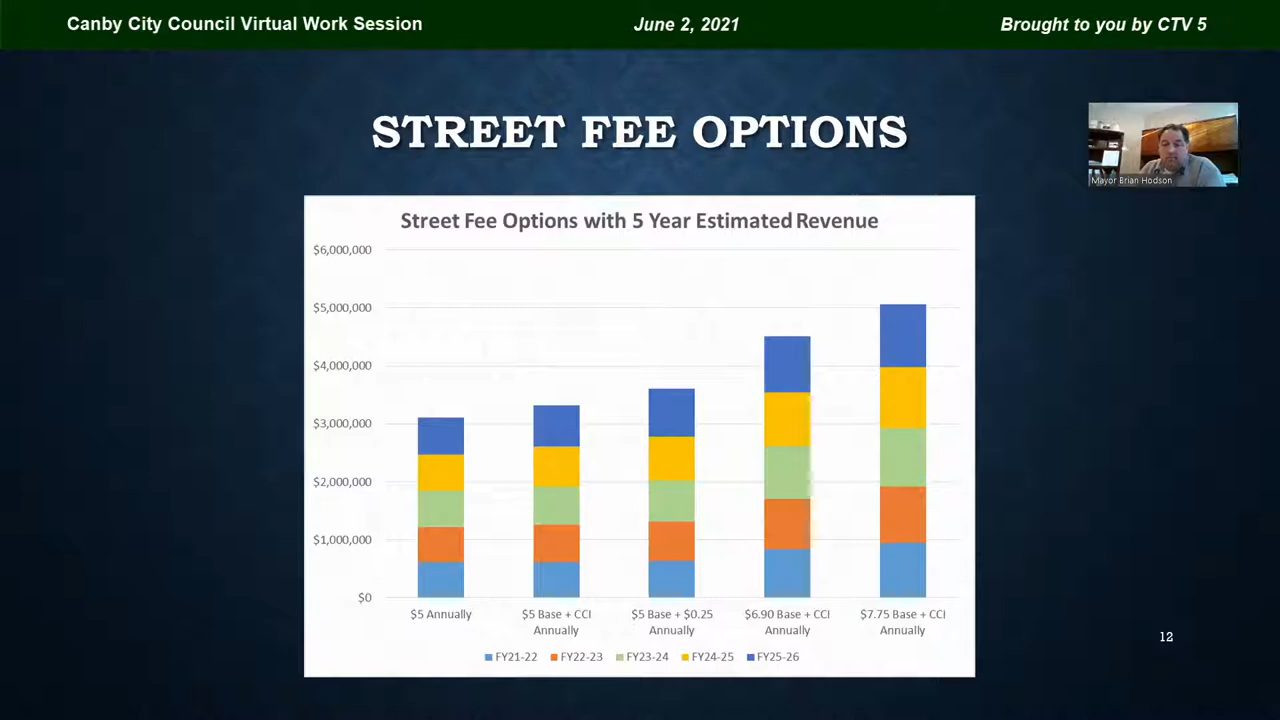 Canby City Council Virtual Work Session June 2, 2021 Brought to you by CTV 5
STREET FEE OPTIONS
Mayor Brian Hodson
Street Fee Options with 5 Year Estimated Revenue
$6,000,000
$5,000,000
$4,000,000
$3,000,000
$2,000,000
$1,000,000
$0
$5 Annually
$5 Base + CCI
Annually
$5 Base + $0.25
Annually
$6.90 Base + CCI
Annually
$7.75 Base + CCI
Annually
FY21-22 FY22-23 FY23-24 FY24-25 FY25-26
12